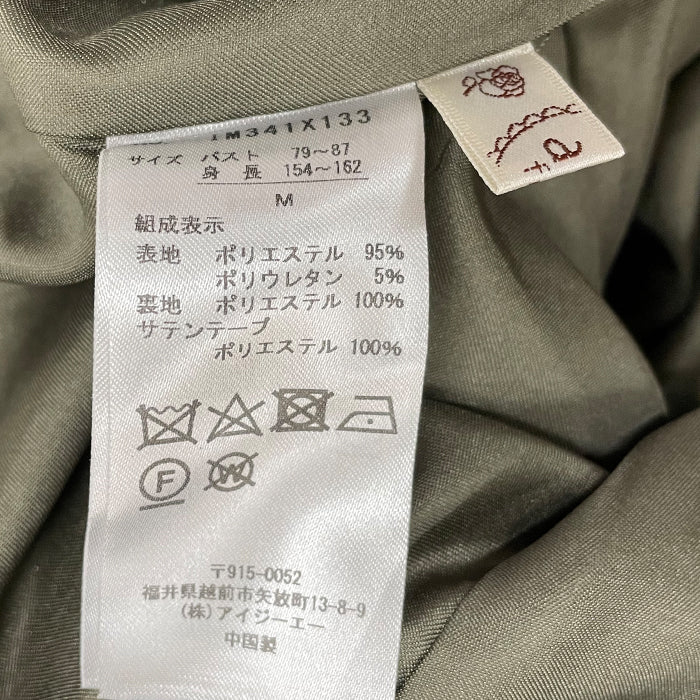 TM341X133
サイズ バスト 79～87
身長 154～162
M
組成表示
表地 ポリエステル 95%
ポリウレタン 5%
裏地 ポリエステル 100%
サテンテープ
ポリエステル 100%
F
W
〒915-0052
福井県越前市矢放町13-8-9
(株)アイジーエー
中国製